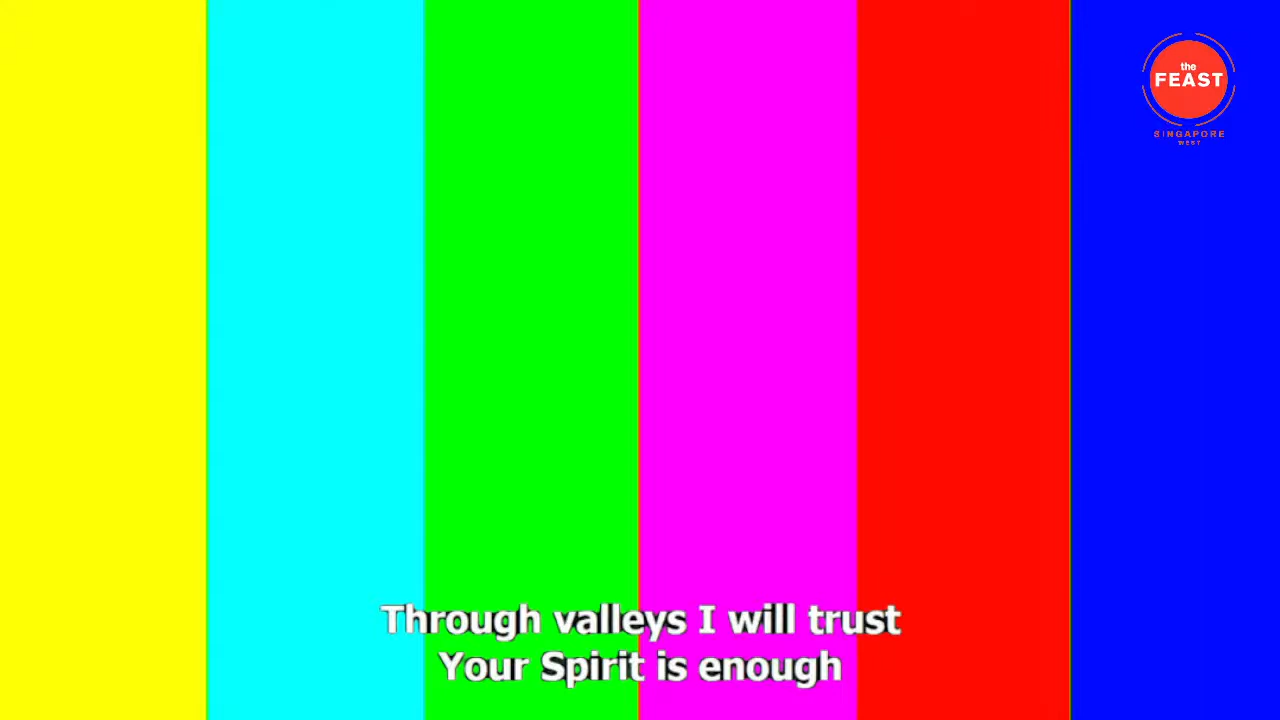 the
FEAST
SINGAPORE
WEST
Through valleys I will trust
Your Spirit is enough